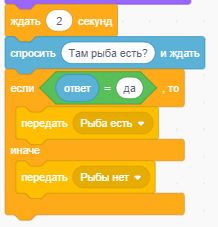 ждать 2 секунд
спросить Там рыба есть? и ждать
если ответ = да , то
передать Рыба есть
иначе
передать Рыбы нет